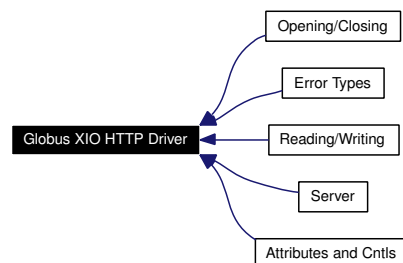 Opening/Closing
Error Types
Globus XIO HTTP Driver
Reading/Writing
Server
Attributes and Cntls